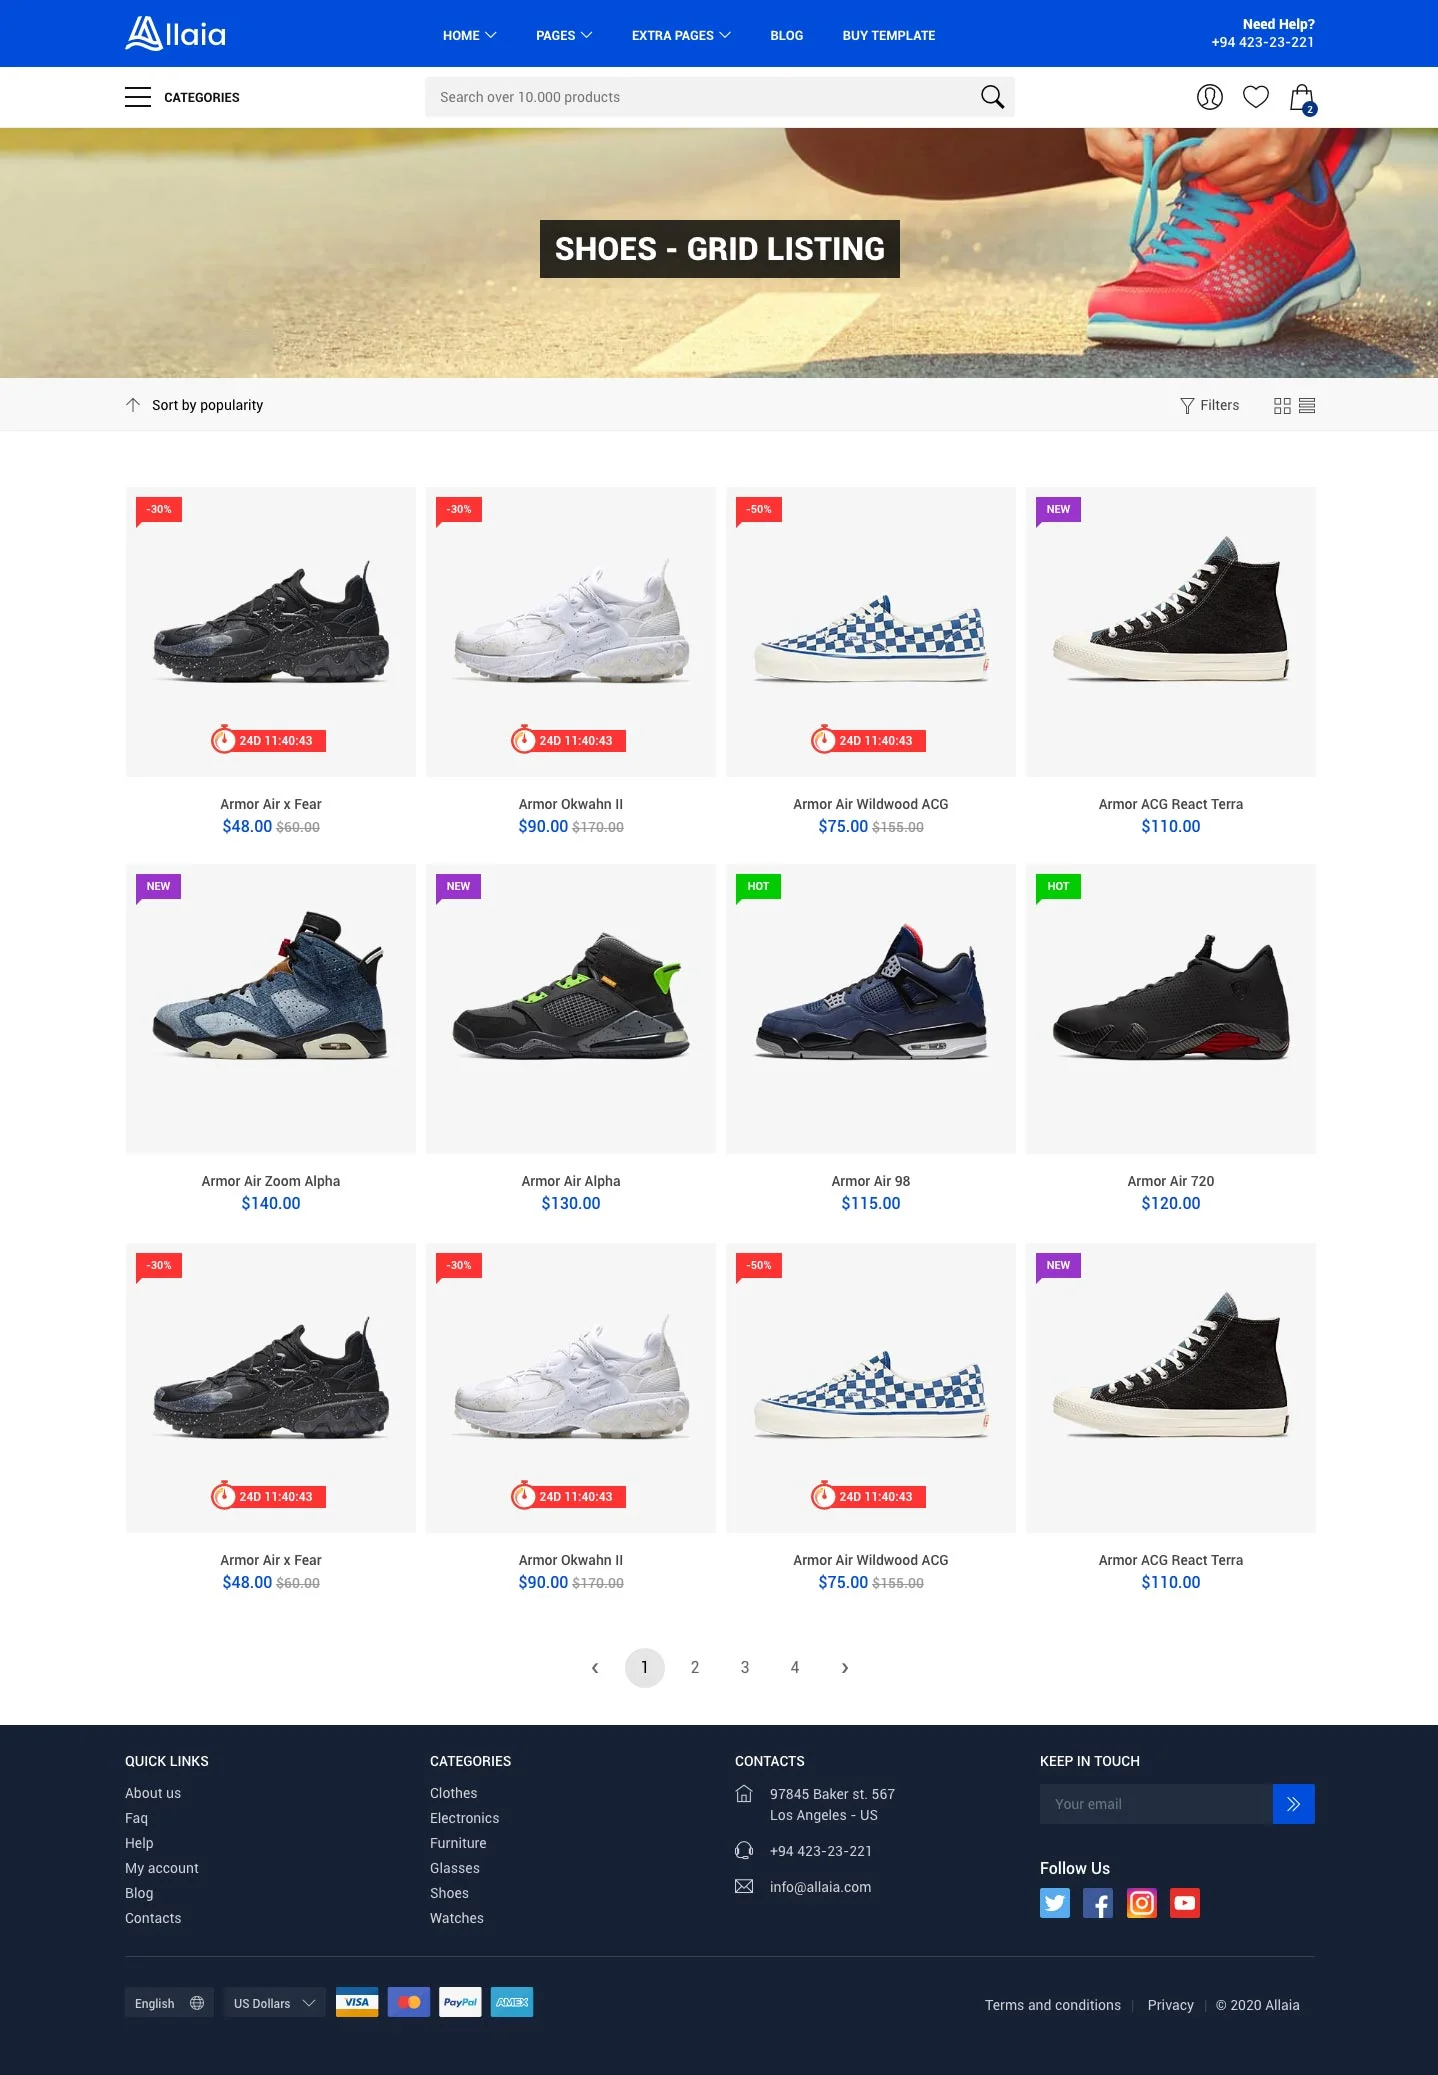 Allaia
HOME
PAGES
EXTRA PAGES
BLOG
BUY TEMPLATE
Need Help?
+94 423-23-221
CATEGORIES
Search over 10.000 products
2
SHOES - GRID LISTING
Sort by popularity
Filters
-30%
-30%
-50%
NEW
24D 11:40:43
24D 11:40:43
24D 11:40:43
Armor Air x Fear
$48.00 $60.00
Armor Okwahn II
$90.00 $170.00
Armor Air Wildwood ACG
$75.00 $155.00
Armor ACG React Terra
$110.00
NEW
NEW
HOT
HOT
Armor Air Zoom Alpha
$140.00
Armor Air Alpha
$130.00
Armor Air 98
$115.00
Armor Air 720
$120.00
-30%
-30%
-50%
NEW
24D 11:40:43
24D 11:40:43
24D 11:40:43
Armor Air x Fear
$48.00 $60.00
Armor Okwahn II
$90.00 $170.00
Armor Air Wildwood ACG
$75.00 $155.00
Armor ACG React Terra
$110.00
‹ 1 2 3 4 ›
QUICK LINKS
About us
Faq
Help
My account
Blog
Contacts
CATEGORIES
Clothes
Electronics
Furniture
Glasses
Shoes
Watches
CONTACTS
97845 Baker st. 567
Los Angeles - US
+94 423-23-221
info@allaia.com
KEEP IN TOUCH
Your email
Follow Us
English
US Dollars
VISA
PayPal
AMEX
Terms and conditions
Privacy
© 2020 Allaia